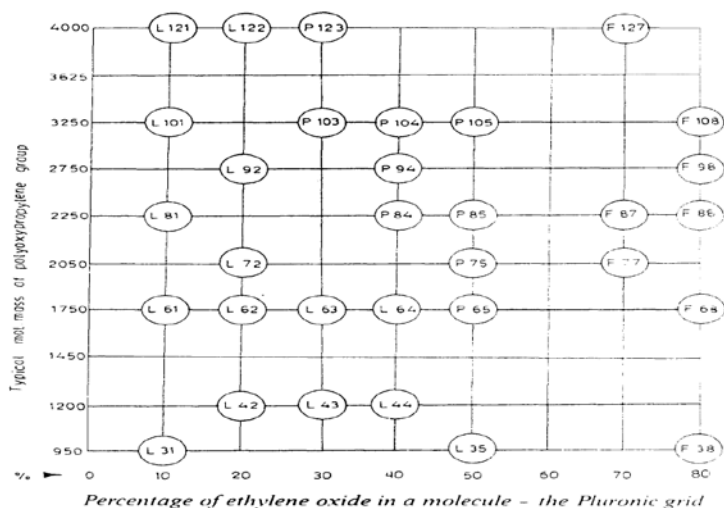 4000 L 121 L 122 P 123 F 127
3625
3250 L 101 P 103 P 104 P 105 F 108
2750 L 92 P 94 F 98
2250 L 81 P 84 P 85 F 87 F 88
2050 L 72 P 75 F 77
1750 L 61 L 62 L 63 L 64 P 65 F 68
1450
1200 L 42 L 43 L 44
950 L 31 L 35 F 38
% 0 10 20 30 40 50 60 70 80
Typical mol mass of polyoxypropylene group
Percentage of ethylene oxide in a molecule - the Pluronic grid